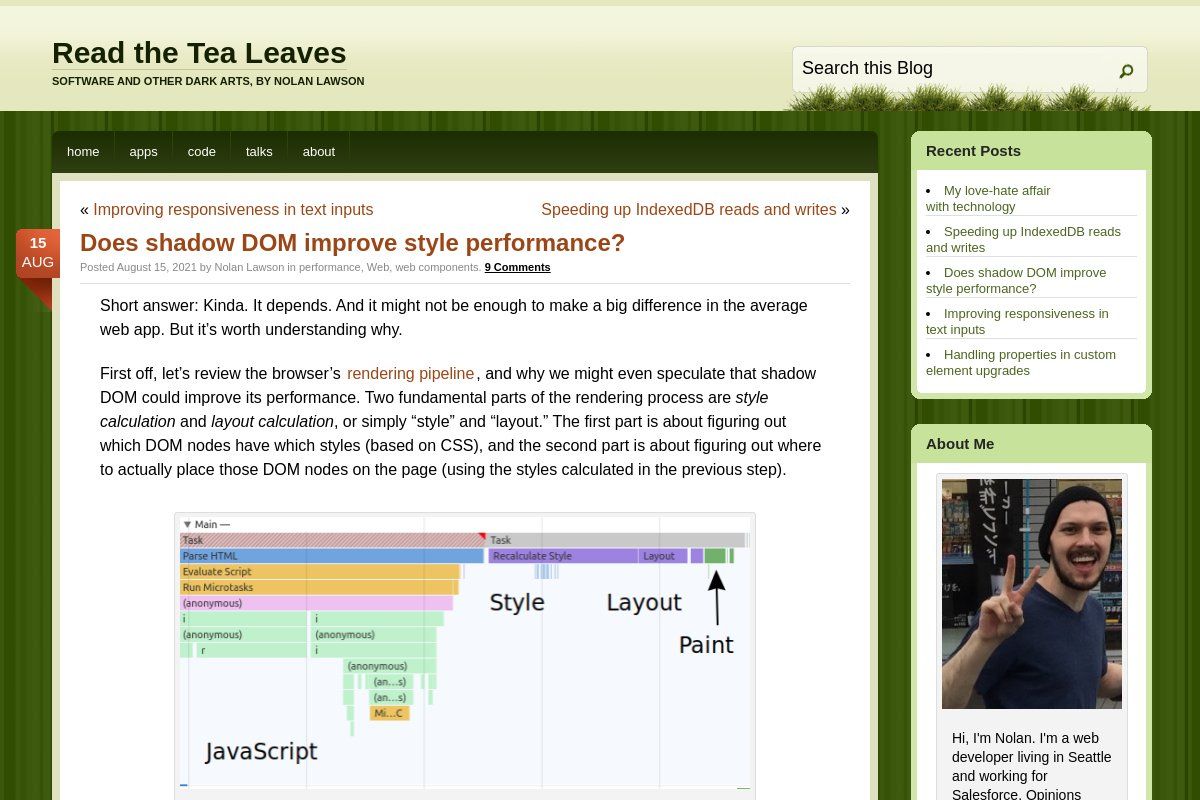 Read the Tea Leaves
SOFTWARE AND OTHER DARK ARTS, BY NOLAN LAWSON
Search this Blog
home apps code talks about
« Improving responsiveness in text inputs Speeding up IndexedDB reads and writes »
15
AUG
Does shadow DOM improve style performance?
Posted August 15, 2021 by Nolan Lawson in performance, Web, web components. 9 Comments
Short answer: Kinda. It depends. And it might not be enough to make a big difference in the average
web app. But it’s worth understanding why.
First off, let’s review the browser’s rendering pipeline, and why we might even speculate that shadow
DOM could improve its performance. Two fundamental parts of the rendering process are style
calculation and layout calculation, or simply “style” and “layout.” The first part is about figuring out
which DOM nodes have which styles (based on CSS), and the second part is about figuring out where
to actually place those DOM nodes on the page (using the styles calculated in the previous step).
▼ Main —
Task Task
Parse HTML Recalculate Style Layout
Evaluate Script
Run Microtasks
(anonymous)
i i
(anonymous) (anonymous)
r i
(anonymous)
(an...s)
(an...s)
Mi...C
Style Layout
Paint
JavaScript
Recent Posts
My love-hate affair
with technology
Speeding up IndexedDB reads
and writes
Does shadow DOM improve
style performance?
Improving responsiveness in
text inputs
Handling properties in custom
element upgrades
About Me
Hi, I'm Nolan. I'm a web
developer living in Seattle
and working for
Salesforce. Opinions